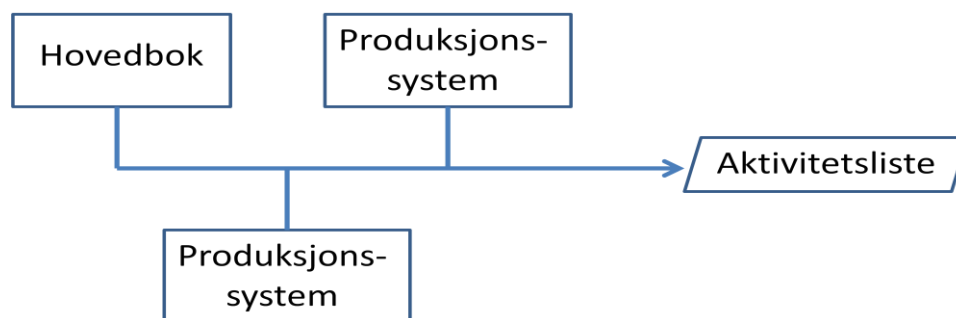 Hovedbok
Produksjons-
system
Aktivitetsliste
Produksjons-
system